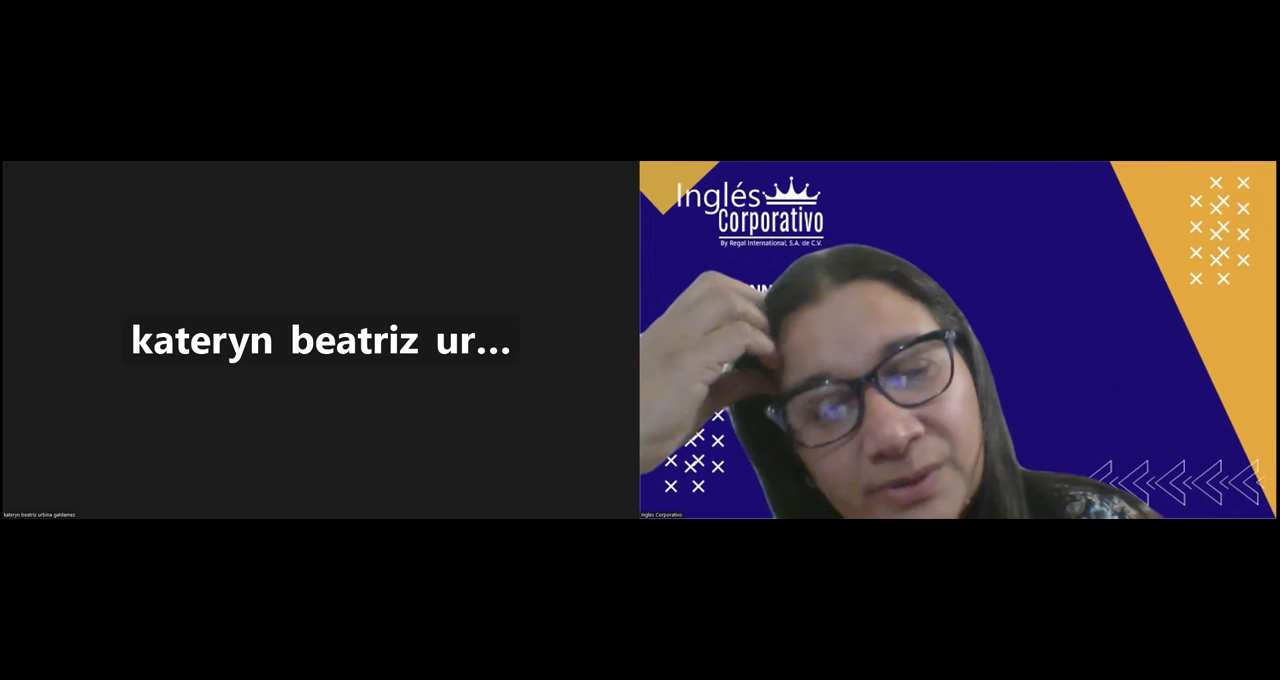 kateryn beatriz ur...
kateryn beatriz urbina galdamez
Inglés
Corporativo
By Regal International, S.A. de C.V.
Ingles Corporativo